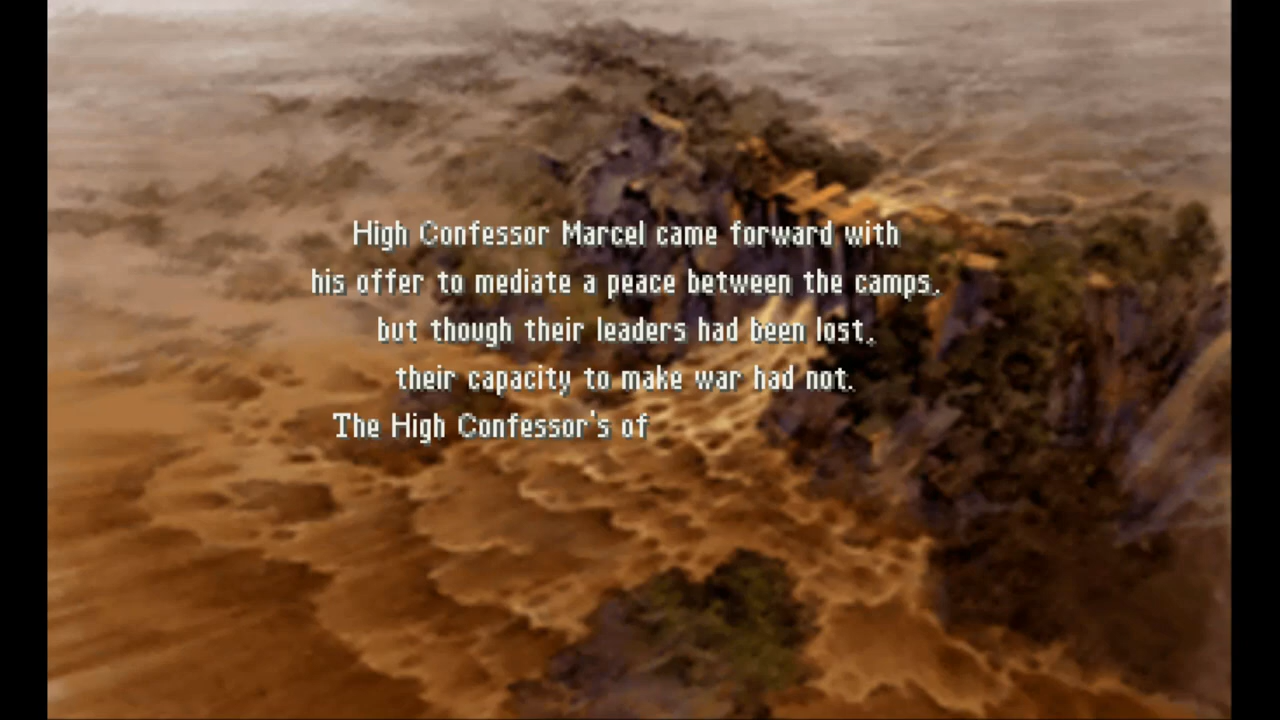 High Confessor Marcel came forward with
his offer to mediate a peace between the camps,
but though their leaders had been lost,
their capacity to make war had not.
The High Confessor's of